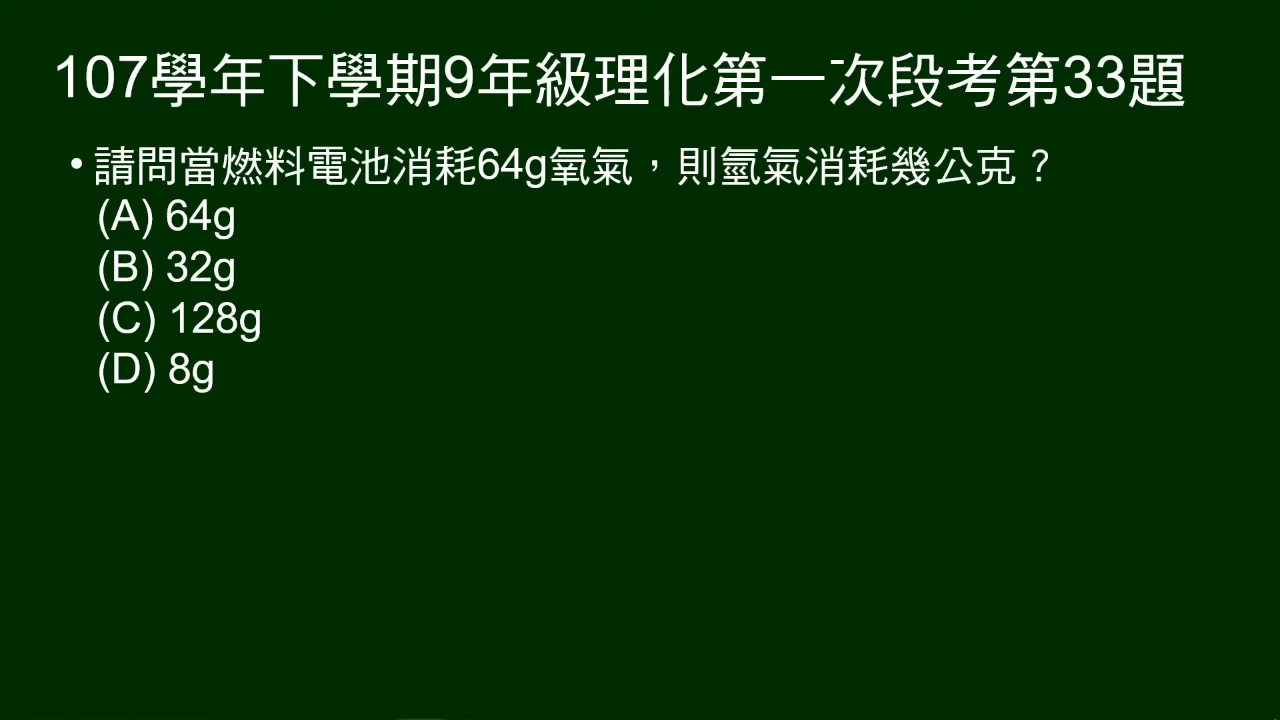 107學年下學期9年級理化第一次段考第33題
• 請問當燃料電池消耗64g氧氣，則氫氣消耗幾公克？
(A) 64g
(B) 32g
(C) 128g
(D) 8g